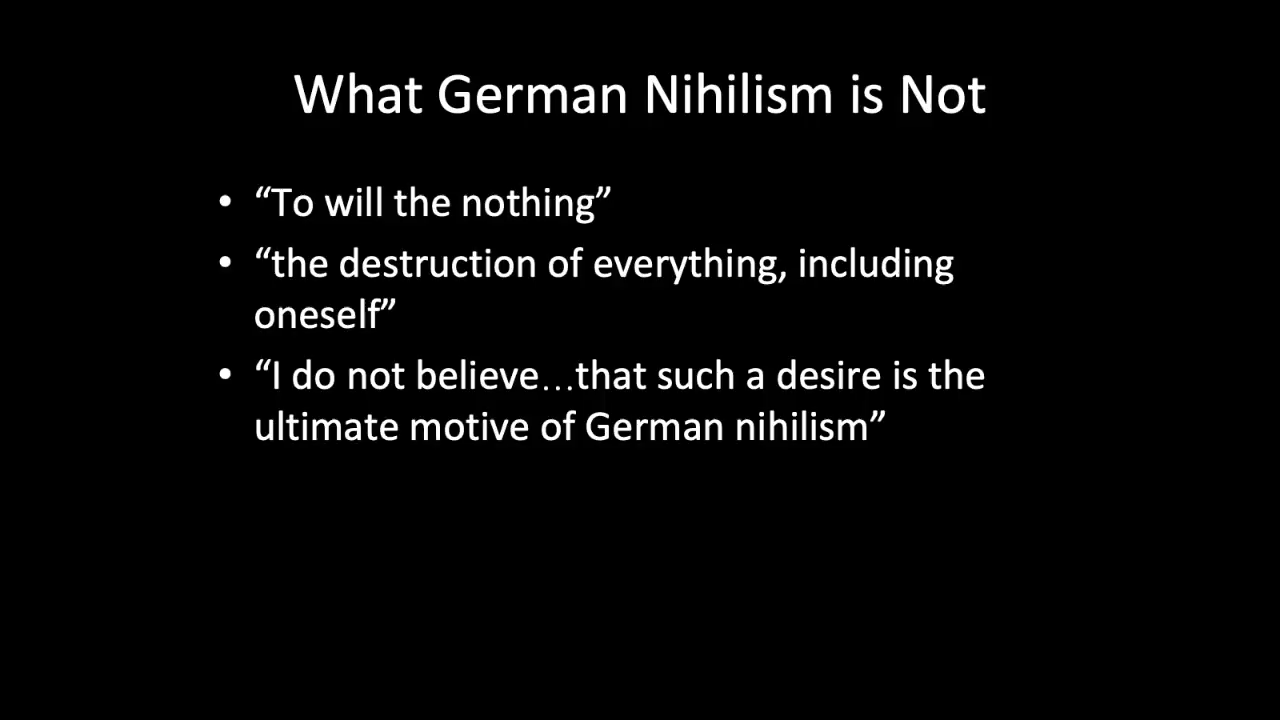 What German Nihilism is Not
• “To will the nothing”
• “the destruction of everything, including
oneself”
• “I do not believe…that such a desire is the
ultimate motive of German nihilism”